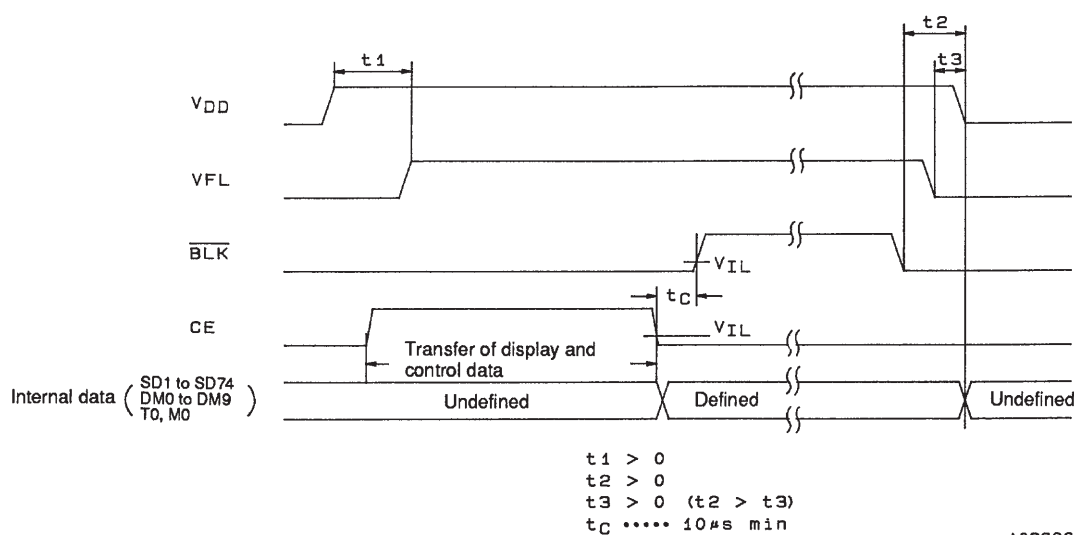 t2
t1
t3
VDD
VFL
BLK
VIL
tC
CE
VIL
Transfer of display and
control data
Internal data ( SD1 to SD74
DM0 to DM9
T0, M0 )
Undefined
Defined
Undefined
t1 > 0
t2 > 0
t3 > 0 (t2 > t3)
tC ••••• 10µs min